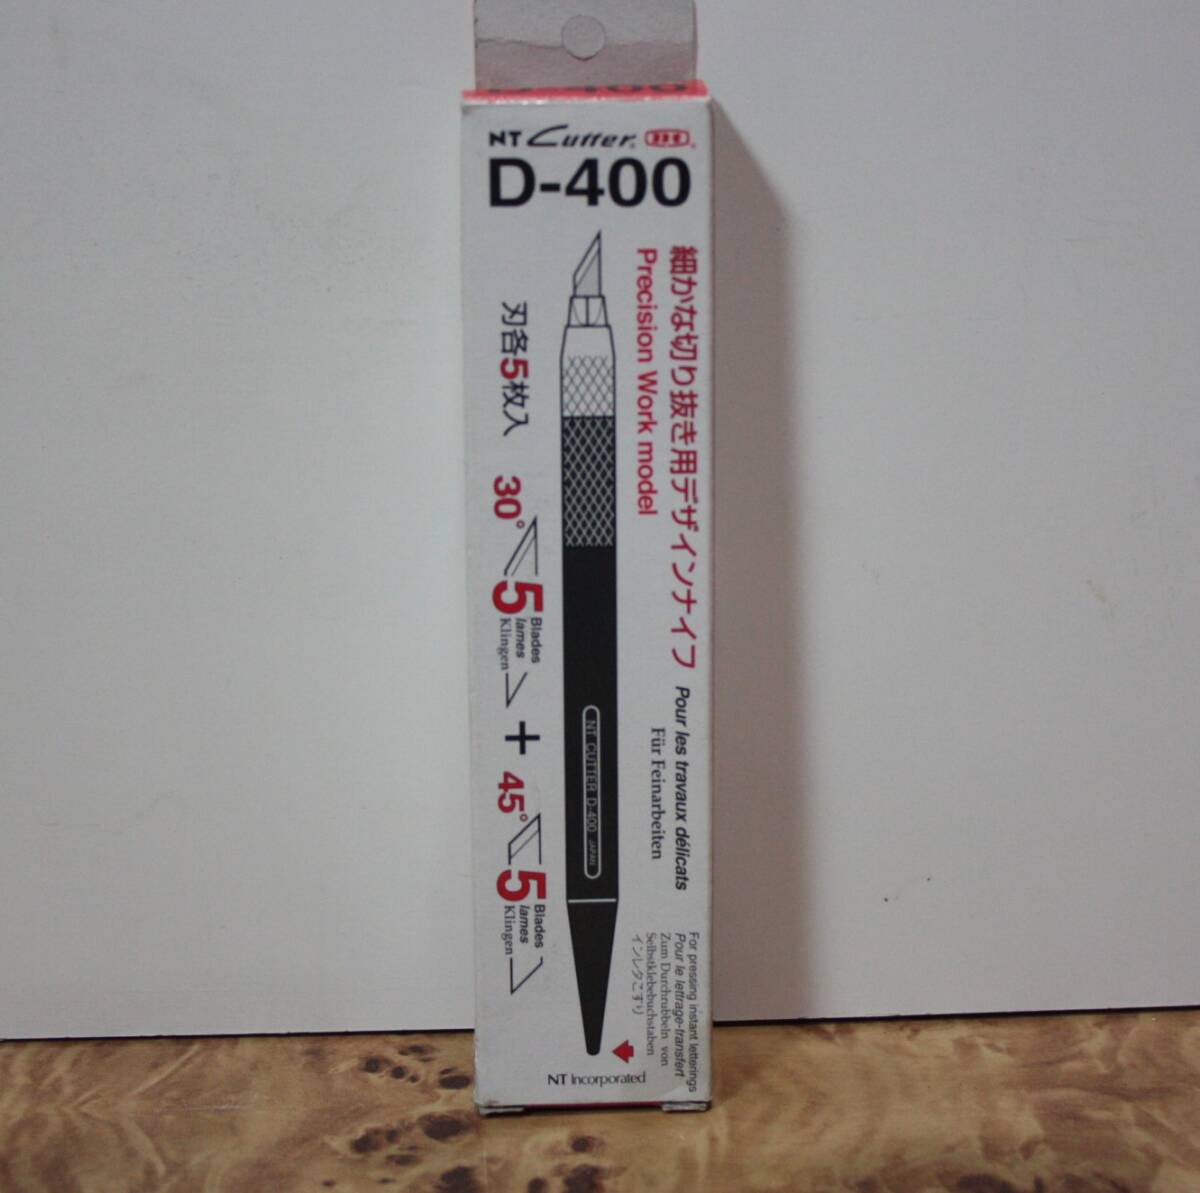 NT Cutter.
D-400
細かな切り抜き用デザインナイフ
Precision Work model
Pour les travaux délicats
Für Feinarbeiten
刃各5枚入
30° 5 Blades
lames
Klingen
+
45° 5 Blades
lames
Klingen
NT CUTTER D-400 JAPAN
For pressing instant letterings
Pour le lettrage-transfert
Zum Durchrubbeln von
Selbstklebebuchstaben
インレタこすり
NT Incorporated